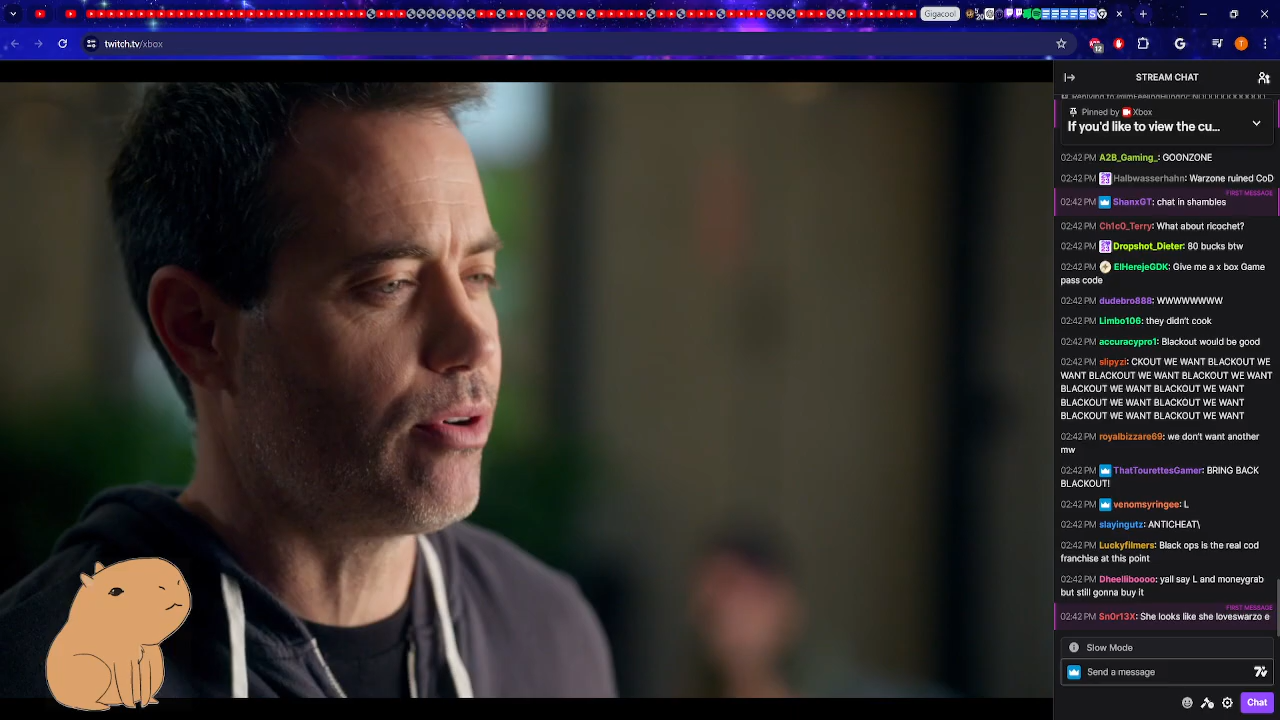 Gigacool
twitch.tv/xbox
12
G
T
STREAM CHAT
Pinned by Xbox
If you'd like to view the cu...
02:42 PM A2B_Gaming_: GOONZONE
02:42 PM Halbwasserhahn: Warzone ruined CoD
FIRST MESSAGE
02:42 PM ShanxGT: chat in shambles
02:42 PM Ch1c0_Terry: What about ricochet?
02:42 PM Dropshot_Dieter: 80 bucks btw
02:42 PM ElHerejeGDK: Give me a x box Game
pass code
02:42 PM dudebro888: WWWWWWWW
02:42 PM Limbo106: they didn't cook
02:42 PM accuracypro1: Blackout would be good
02:42 PM slipyzi: CKOUT WE WANT BLACKOUT WE
WANT BLACKOUT WE WANT BLACKOUT WE WANT
BLACKOUT WE WANT BLACKOUT WE WANT
BLACKOUT WE WANT BLACKOUT WE WANT
BLACKOUT WE WANT BLACKOUT WE WANT
02:42 PM royalbizzare69: we don't want another
mw
02:42 PM ThatTourettesGamer: BRING BACK
BLACKOUT!
02:42 PM venomsyringee: L
02:42 PM slayingutz: ANTICHEAT\
02:42 PM Luckyfilmers: Black ops is the real cod
franchise at this point
02:42 PM Dheelliboooo: yall say L and moneygrab
but still gonna buy it
FIRST MESSAGE
02:42 PM Sn0r13X: She looks like she loveswarzo e
Slow Mode
Send a message
Chat